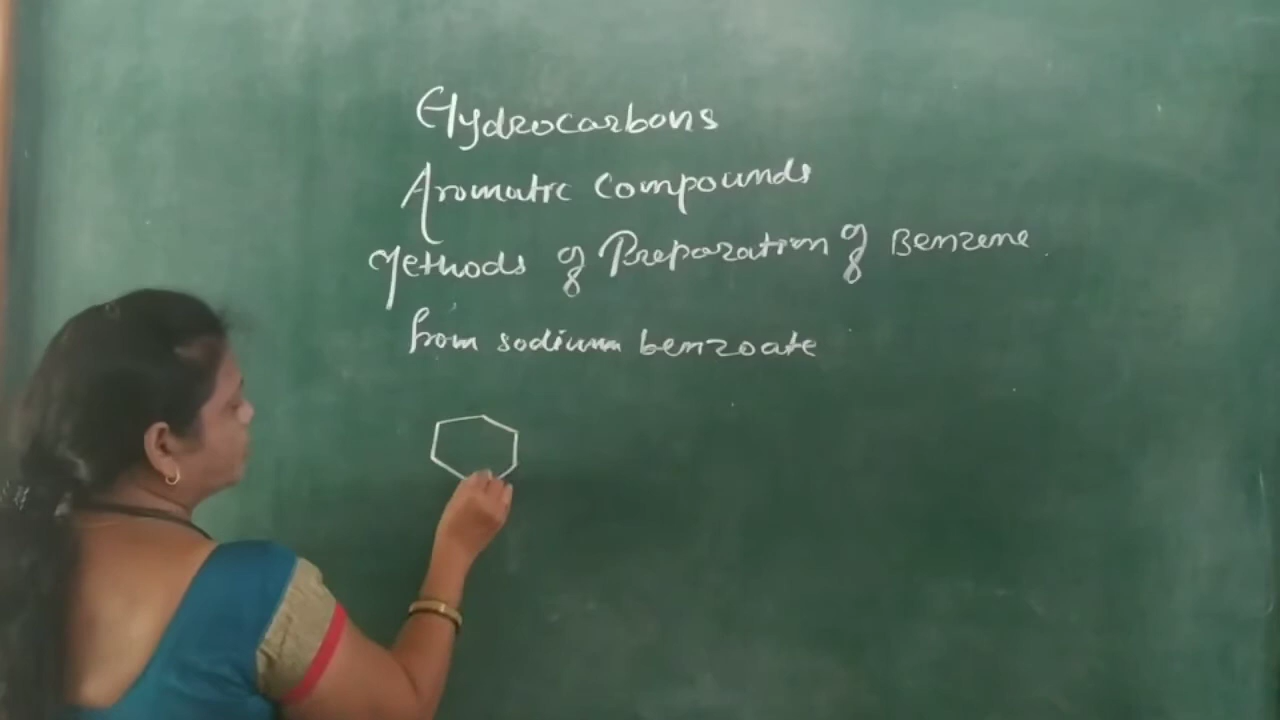 Hydrocarbons
Aromatic Compounds
Methods of Preparation of Benzene
from sodium benzoate